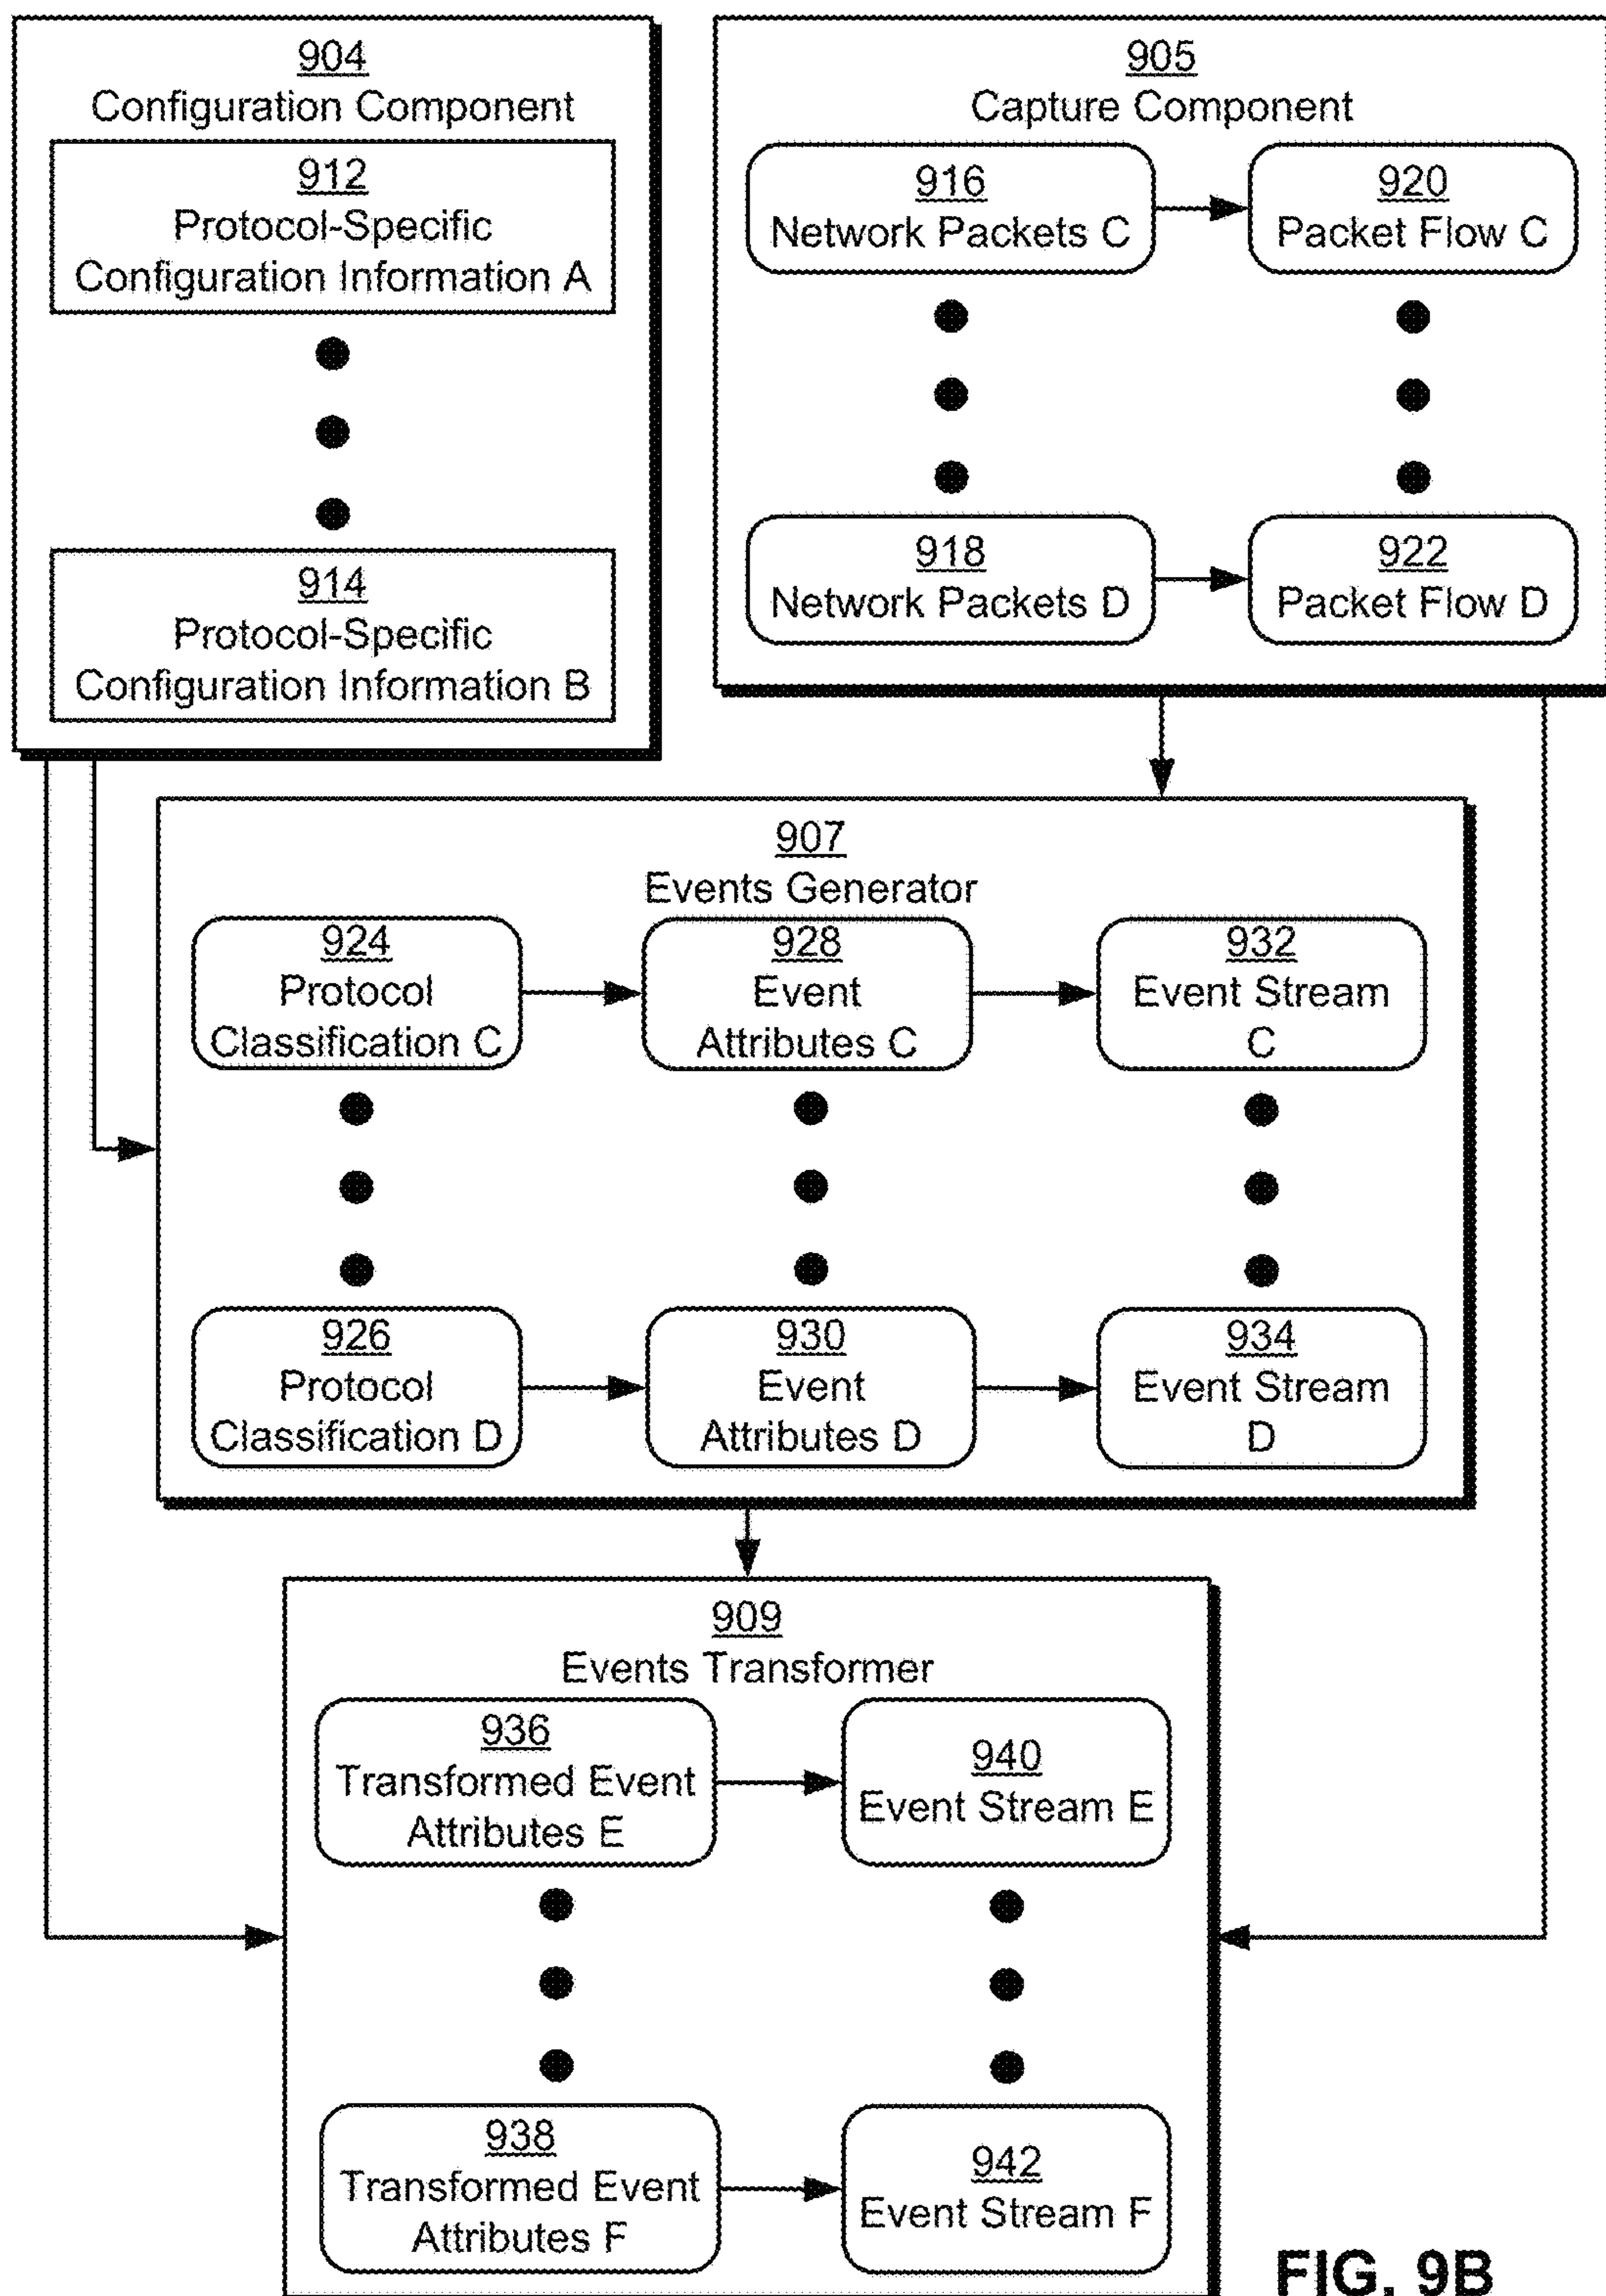 904
Configuration Component
912
Protocol-Specific
Configuration Information A
914
Protocol-Specific
Configuration Information B
905
Capture Component
916
Network Packets C
920
Packet Flow C
918
Network Packets D
922
Packet Flow D
907
Events Generator
924
Protocol
Classification C
928
Event
Attributes C
932
Event Stream
C
926
Protocol
Classification D
930
Event
Attributes D
934
Event Stream
D
909
Events Transformer
936
Transformed Event
Attributes E
940
Event Stream E
938
Transformed Event
Attributes F
942
Event Stream F
FIG. 9B